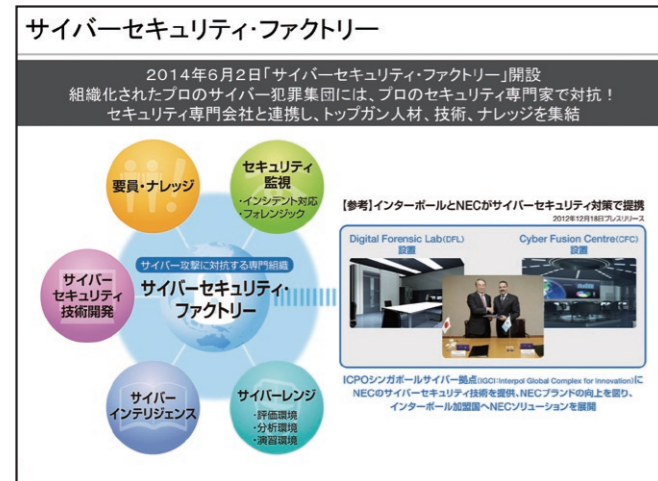 サイバーセキュリティ・ファクトリー
2014年6月2日「サイバーセキュリティ・ファクトリー」開設
組織化されたプロのサイバー犯罪集団には、プロのセキュリティ専門家で対抗！
セキュリティ専門会社と連携し、トップガン人材、技術、ナレッジを集結
要員・ナレッジ
セキュリティ
監視
・インシデント対応
・フォレンジック
サイバー
セキュリティ
技術開発
サイバー攻撃に対抗する専門組織
サイバーセキュリティ・
ファクトリー
サイバー
インテリジェンス
サイバーレンジ
・評価環境
・分析環境
・演習環境
【参考】インターポールとNECがサイバーセキュリティ対策で提携
2012年12月18日プレスリリース
Digital Forensic Lab(DFL)
設置
Cyber Fusion Centre(CFC)
設置
ICPOシンガポールサイバー拠点(IGCI:Interpol Global Complex for Innovation)に
NECのサイバーセキュリティ技術を提供、NECブランドの向上を図り、
インターポール加盟国へNECソリューションを展開